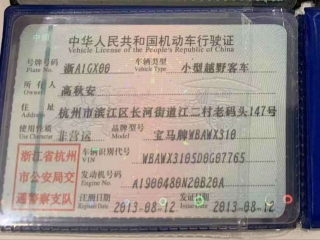 中华人民共和国机动车行驶证
Vehicle License of the People's Republic of China
号牌号码 浙A1GX00 车辆类型 小型越野客车
Plate No. Vehicle Type
所有人 高秋安
Owner
住址 杭州市滨江区长河街道江二村老码头147号
Address
使用性质 非营运 品牌型号 宝马牌WBAWX310
Use Character Model
浙江省杭州市公安局交通警察支队
车辆识别代号 WBAWX310SD0G07765
VIN
发动机号码 A1900480N20B20A
Engine No.
注册日期 2013-08-12 发证日期 2013-08-12
Register Date Issue Date